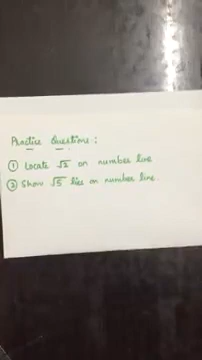 Practice Questions :
① Locate √2 on number line
② Show √5 lies on number line.